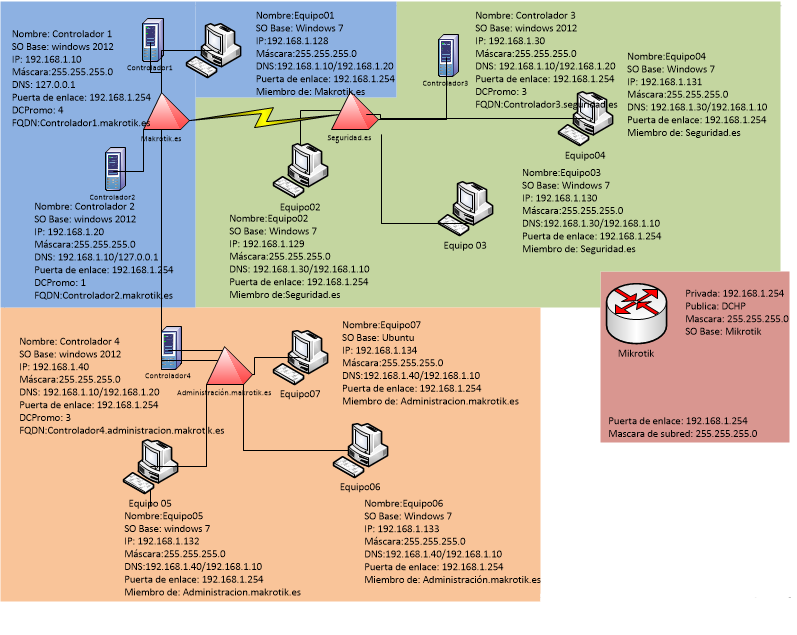 Nombre: Controlador 1
SO Base: windows 2012
IP: 192.168.1.10
Máscara:255.255.255.0
DNS: 127.0.0.1
Puerta de enlace: 192.168.1.254
DCPromo: 4
FQDN:Controlador1.makrotik.es
Controlador1
Makrotik.es
Nombre:Equipo01
SO Base: Windows 7
IP:192.168.1.128
Máscara:255.255.255.0
DNS:192.168.1.10/192.168.1.20
Puerta de enlace: 192.168.1.254
Miembro de: Makrotik.es
Nombre: Controlador 3
SO Base: windows 2012
IP:192.168.1.30
Máscara:255.255.255.0
DNS:192.168.1.10/192.168.1.20
Puerta de enlace: 192.168.1.254
DCPromo: 3
FQDN:Controlador3.seguridad.es
Controlador3
Seguridad.es
Nombre:Equipo04
SO Base: Windows 7
IP: 192.168.1.131
Máscara:255.255.255.0
DNS: 192.168.1.30/192.168.1.10
Puerta de enlace: 192.168.1.254
Miembro de: Seguridad.es
Equipo04
Controlador2
Nombre: Controlador 2
SO Base: windows 2012
IP: 192.168.1.20
Máscara:255.255.255.0
DNS: 192.168.1.10/127.0.0.1
Puerta de enlace: 192.168.1.254
DCPromo: 1
FQDN:Controlador2.makrotik.es
Equipo02
Nombre:Equipo02
SO Base: Windows 7
IP: 192.168.1.129
Máscara:255.255.255.0
DNS: 192.168.1.30/192.168.1.10
Puerta de enlace: 192.168.1.254
Miembro de:Seguridad.es
Equipo 03
Nombre:Equipo03
SO Base: Windows 7
IP: 192.168.1.130
Máscara:255.255.255.0
DNS:192.168.1.30/192.168.1.10
Puerta de enlace: 192.168.1.254
Miembro de: Seguridad.es
Mikrotik
Privada: 192.168.1.254
Publica: DCHP
Mascara: 255.255.255.0
SO Base: Mikrotik
Puerta de enlace: 192.168.1.254
Mascara de subred: 255.255.255.0
Nombre: Controlador 4
SO Base: windows 2012
IP: 192.168.1.40
Máscara:255.255.255.0
DNS: 192.168.1.10/192.168.1.20
Puerta de enlace: 192.168.1.254
DCPromo: 3
FQDN:Controlador4.administracion.makrotik.es
Controlador4
Administración.makrotik.es
Equipo07
Nombre:Equipo07
SO Base: Ubuntu
IP: 192.168.1.134
Máscara:255.255.255.0
DNS:192.168.1.40/192.168.1.10
Puerta de enlace: 192.168.1.254
Miembro de: Administracion.makrotik.es
Equipo 05
Nombre:Equipo05
SO Base: windows 7
IP: 192.168.1.132
Máscara:255.255.255.0
DNS:192.168.1.40/192.168.1.10
Puerta de enlace: 192.168.1.254
Miembro de: Administracion.makrotik.es
Equipo06
Nombre:Equipo06
SO Base: Windows 7
IP: 192.168.1.133
Máscara:255.255.255.0
DNS:192.168.1.40/192.168.1.10
Puerta de enlace: 192.168.1.254
Miembro de: Administración.makrotik.es